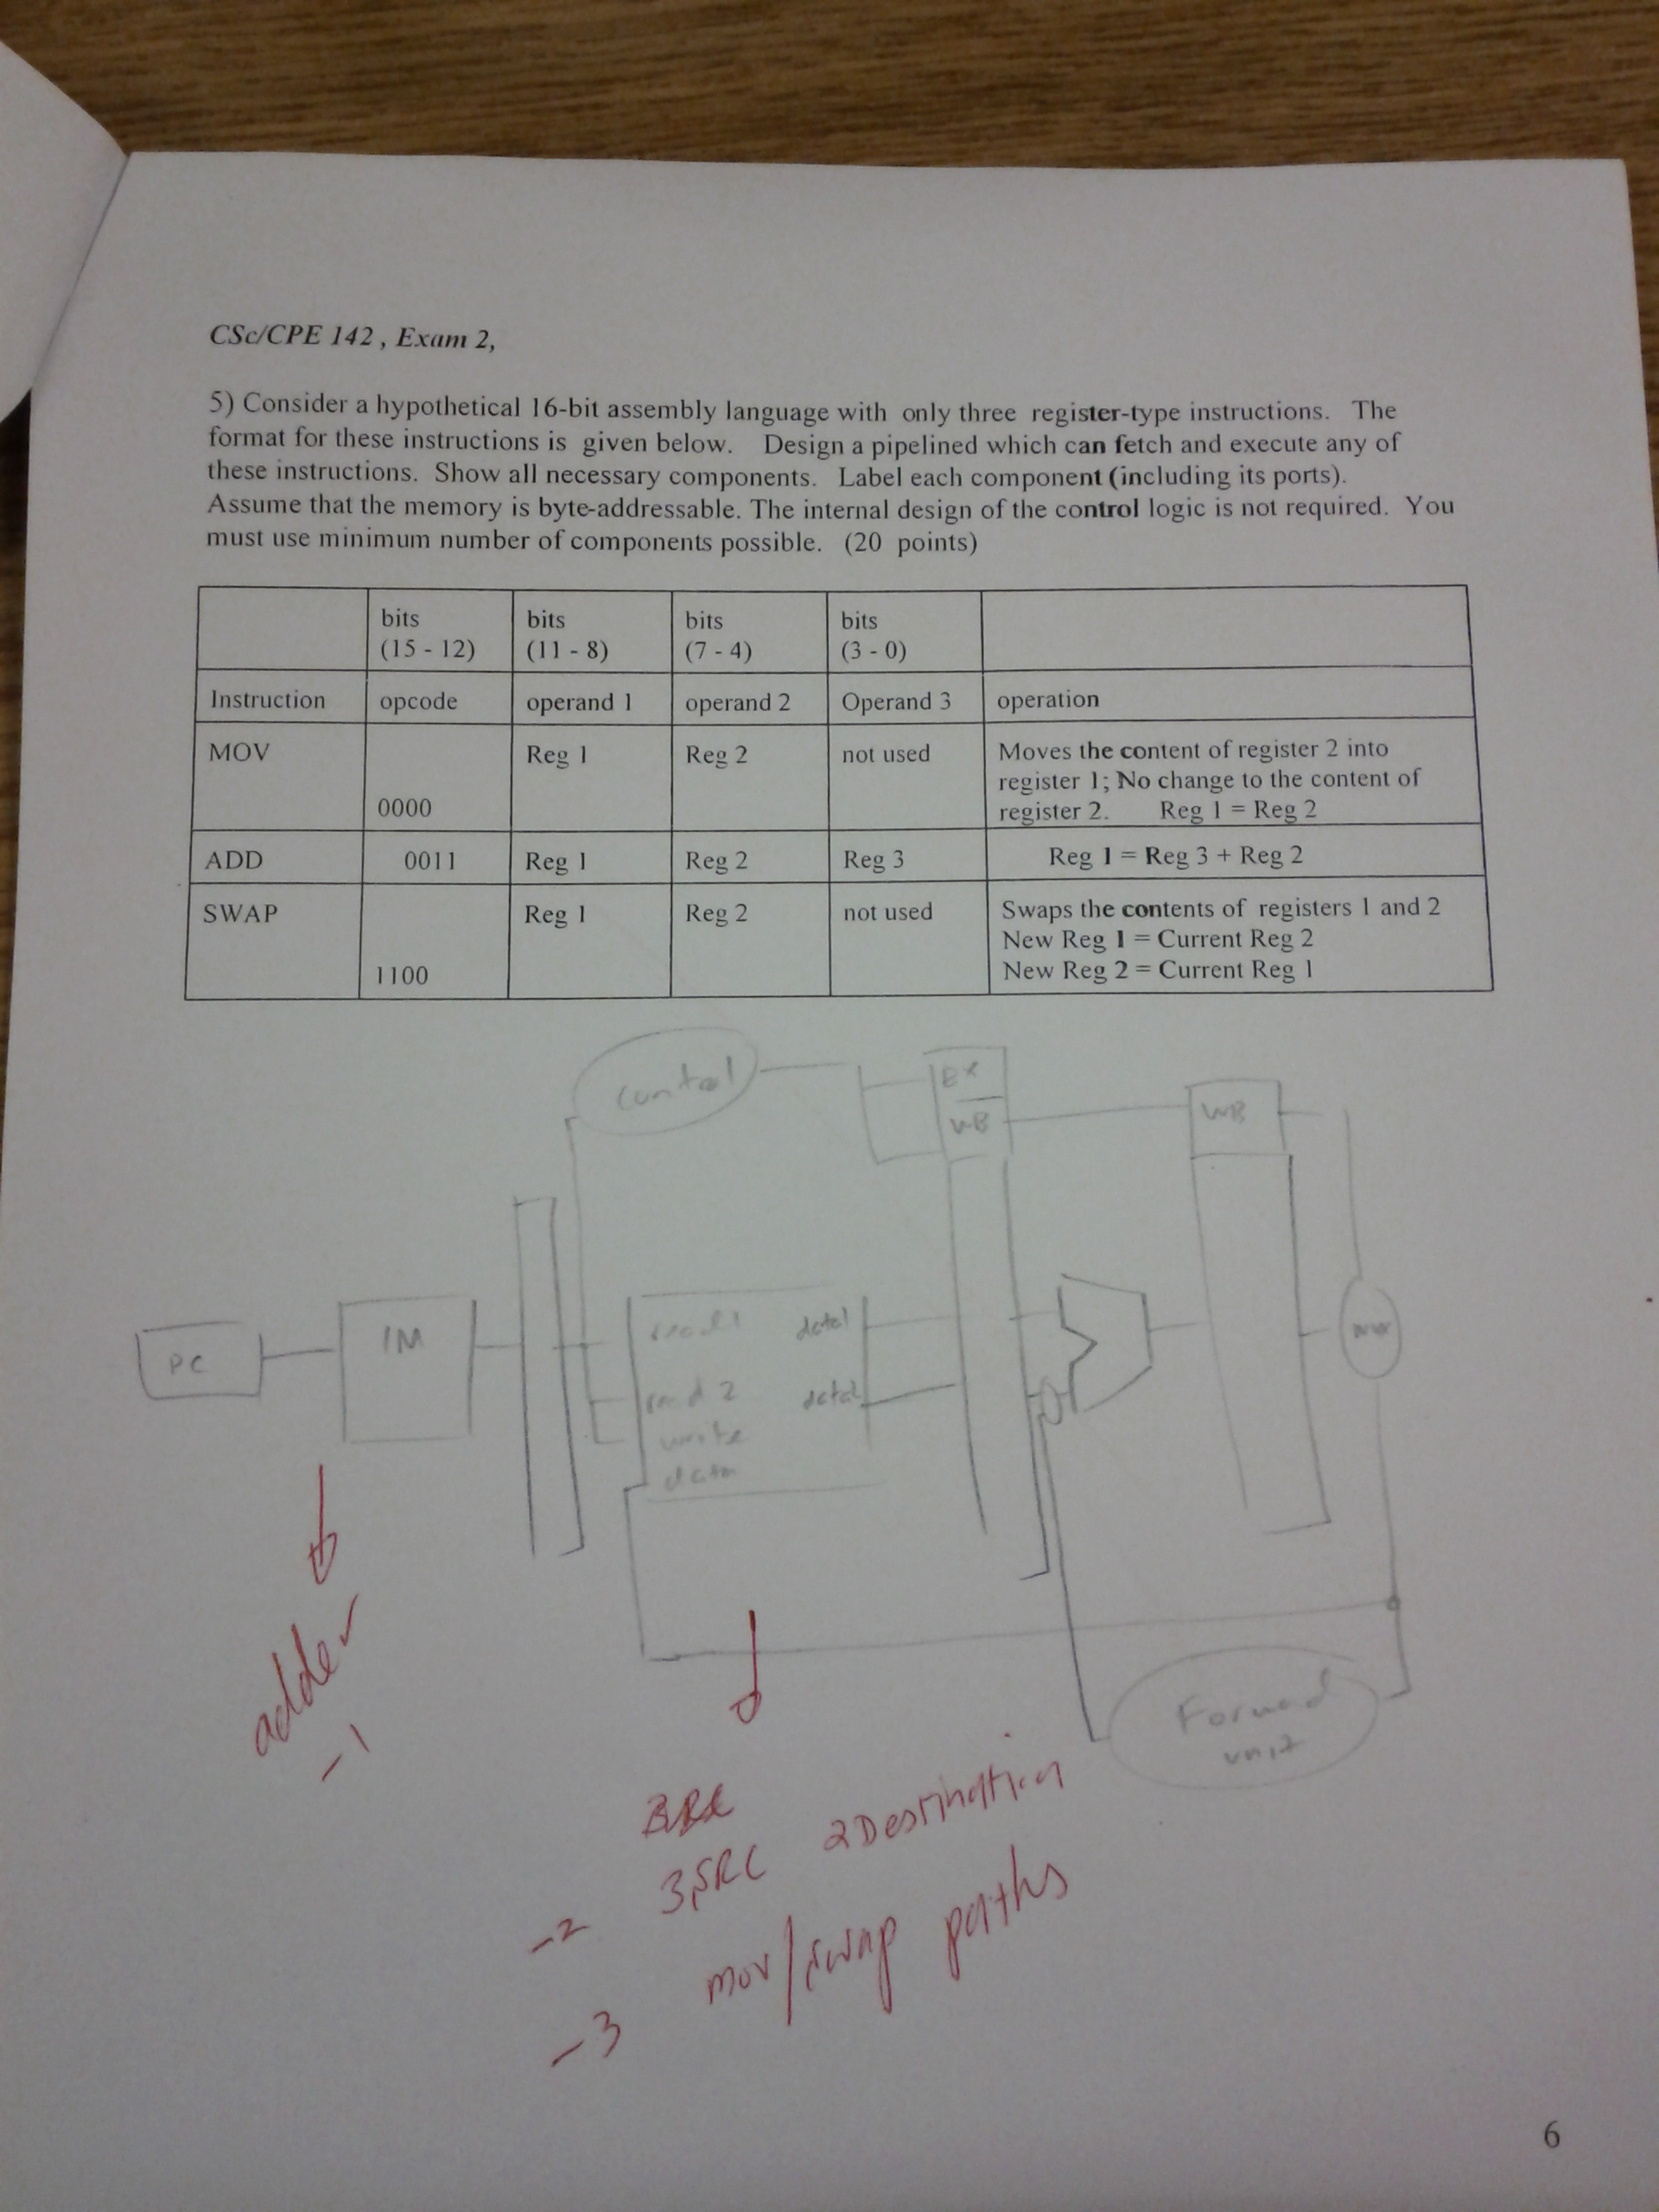 CSc/CPE 142 , Exam 2,
5) Consider a hypothetical 16-bit assembly language with only three register-type instructions. The
format for these instructions is given below. Design a pipelined which can fetch and execute any of
these instructions. Show all necessary components. Label each component (including its ports).
Assume that the memory is byte-addressable. The internal design of the control logic is not required. You
must use minimum number of components possible. (20 points)
bits (15 - 12) bits (11 - 8) bits (7 - 4) bits (3 - 0)
Instruction opcode operand 1 operand 2 Operand 3 operation
MOV 0000 Reg 1 Reg 2 not used Moves the content of register 2 into
register 1; No change to the content of
register 2. Reg 1 = Reg 2
ADD 0011 Reg 1 Reg 2 Reg 3 Reg 1 = Reg 3 + Reg 2
SWAP 1100 Reg 1 Reg 2 not used Swaps the contents of registers 1 and 2
New Reg 1 = Current Reg 2
New Reg 2 = Current Reg 1
Control
EX
WB
WB
PC
IM
read 1 data1
read 2 data2
write
data
Forward
unit
adder
-1
3SRC 2Destination
-2
mov/swap paths
-3
6